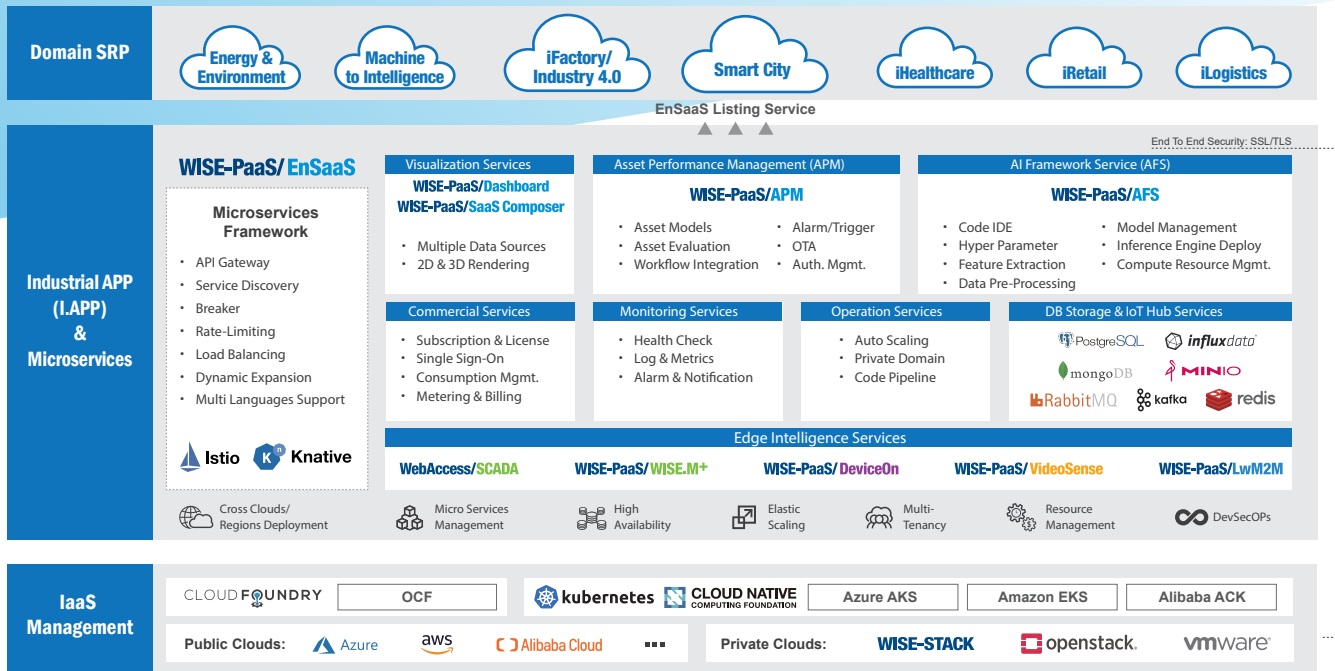 Domain SRP
Energy &
Environment
Machine
to Intelligence
iFactory/
Industry 4.0
Smart City
iHealthcare
iRetail
iLogistics
EnSaaS Listing Service
End To End Security: SSL/TLS
Industrial APP
(I.APP)
&
Microservices
WISE-PaaS/EnSaaS
Microservices
Framework
• API Gateway
• Service Discovery
• Breaker
• Rate-Limiting
• Load Balancing
• Dynamic Expansion
• Multi Languages Support
Istio
K n Knative
Visualization Services
WISE-PaaS/Dashboard
WISE-PaaS/SaaS Composer
• Multiple Data Sources
• 2D & 3D Rendering
Asset Performance Management (APM)
WISE-PaaS/APM
• Asset Models
• Asset Evaluation
• Workflow Integration
• Alarm/Trigger
• OTA
• Auth. Mgmt.
AI Framework Service (AFS)
WISE-PaaS/AFS
• Code IDE
• Hyper Parameter
• Feature Extraction
• Data Pre-Processing
• Model Management
• Inference Engine Deploy
• Compute Resource Mgmt.
Commercial Services
• Subscription & License
• Single Sign-On
• Consumption Mgmt.
• Metering & Billing
Monitoring Services
• Health Check
• Log & Metrics
• Alarm & Notification
Operation Services
• Auto Scaling
• Private Domain
• Code Pipeline
DB Storage & IoT Hub Services
PostgreSQL
influxdata
mongoDB
MINIO
RabbitMQ
kafka
redis
Edge Intelligence Services
WebAccess/SCADA
WISE-PaaS/WISE.M+
WISE-PaaS/DeviceOn
WISE-PaaS/VideoSense
WISE-PaaS/LwM2M
Cross Clouds/
Regions Deployment
Micro Services
Management
High
Availability
Elastic
Scaling
Multi-
Tenancy
Resource
Management
DevSecOPs
IaaS
Management
CLOUD FOUNDRY
OCF
kubernetes
CLOUD NATIVE
COMPUTING FOUNDATION
Azure AKS
Amazon EKS
Alibaba ACK
Public Clouds:
Azure
aws
Alibaba Cloud
Private Clouds:
WISE-STACK
openstack.
vmware